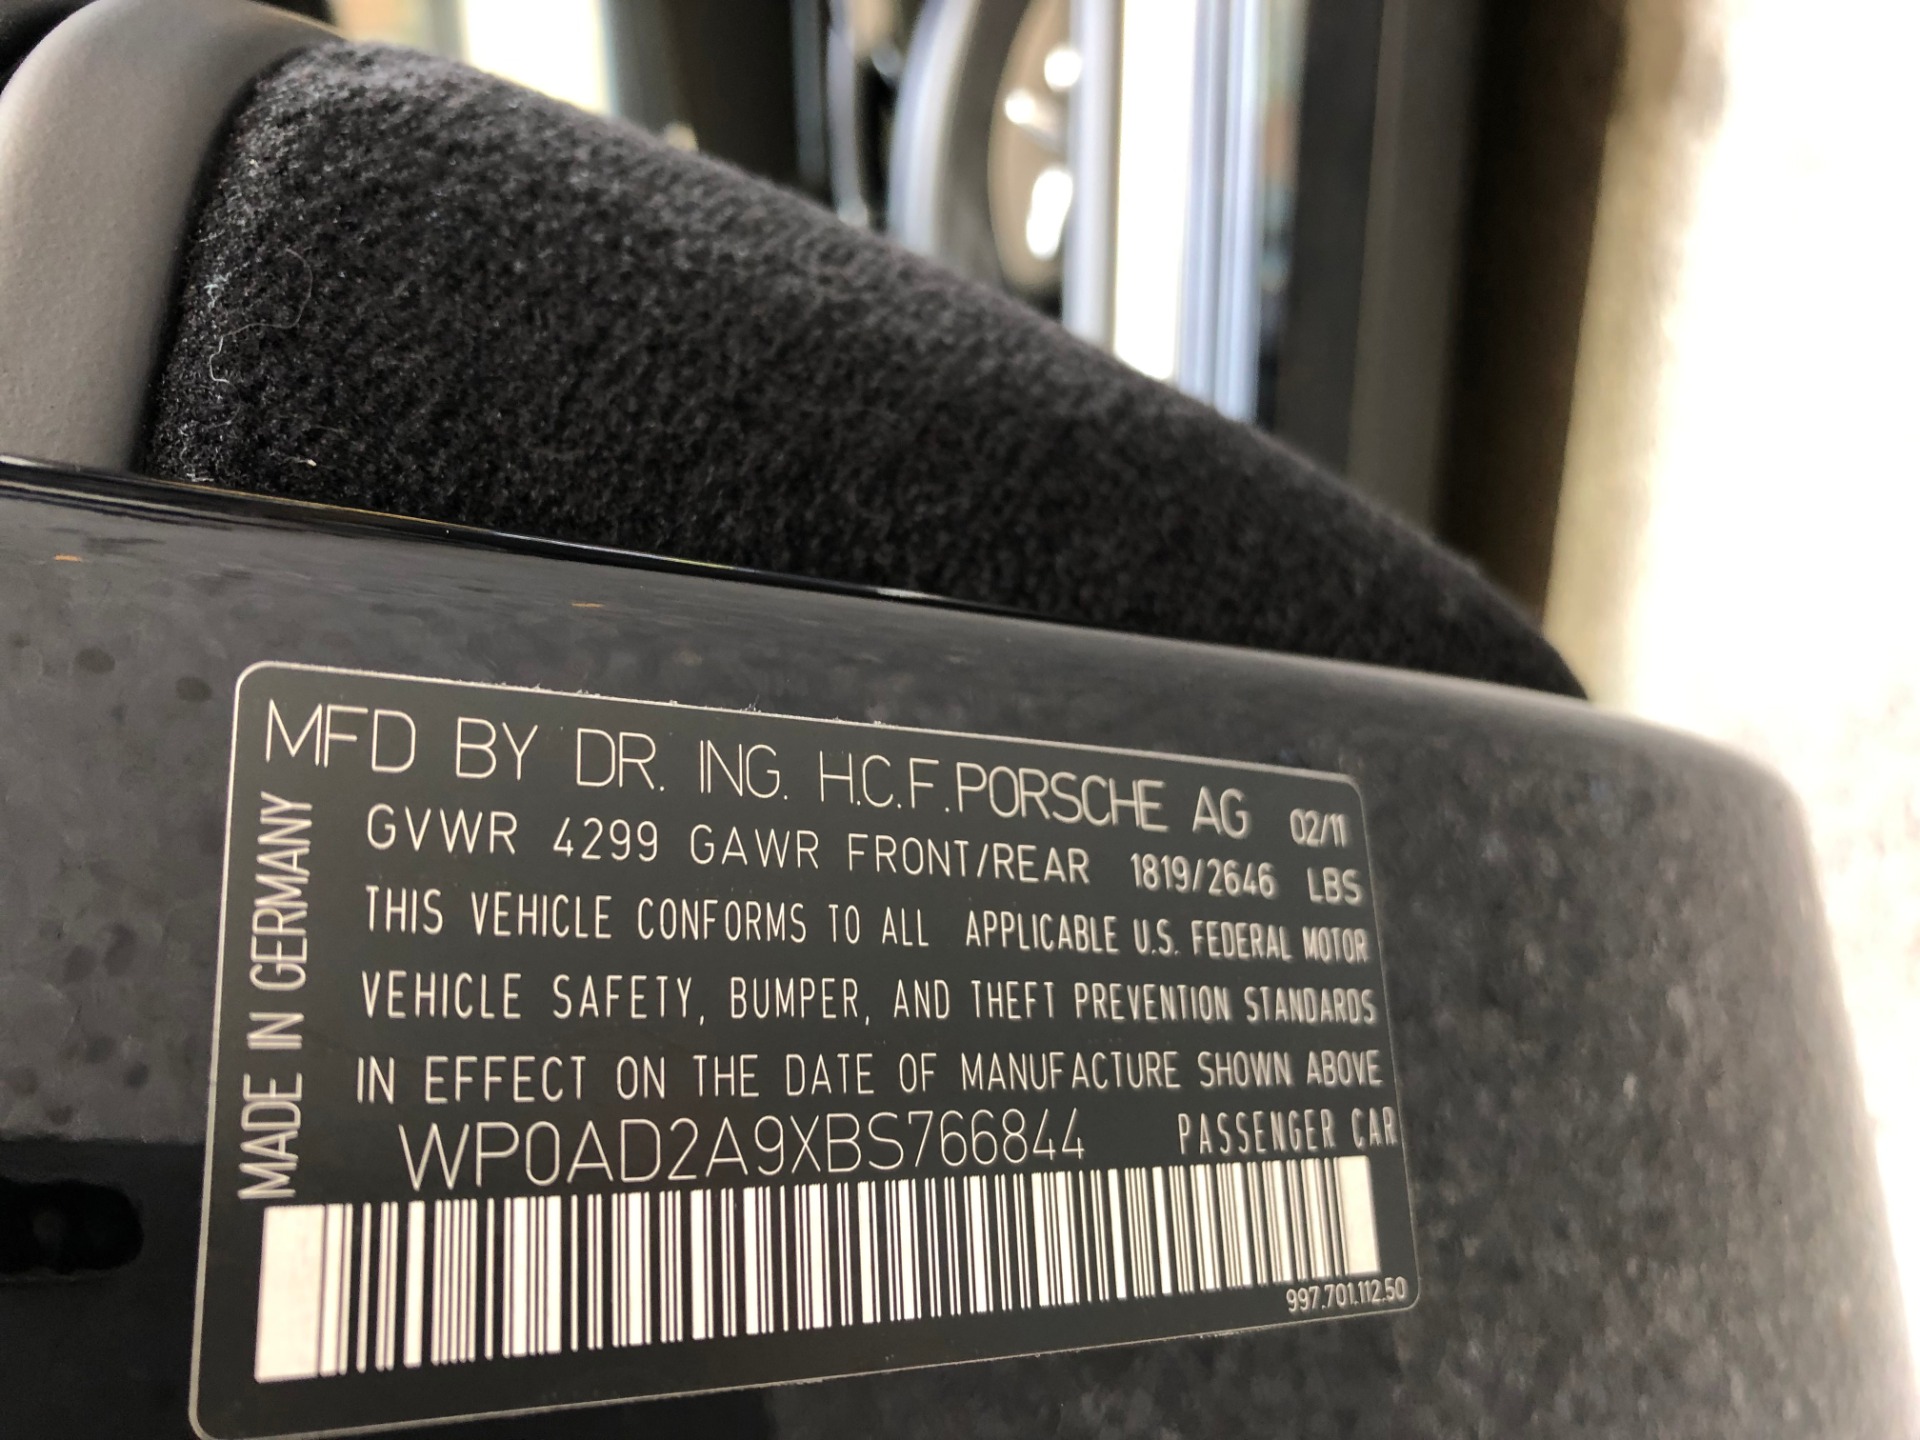 MFD BY DR. ING. H.C.F. PORSCHE AG 02/11
GVWR 4299 GAWR FRONT/REAR 1819/2646 LBS
THIS VEHICLE CONFORMS TO ALL APPLICABLE U.S. FEDERAL MOTOR
VEHICLE SAFETY, BUMPER, AND THEFT PREVENTION STANDARDS
IN EFFECT ON THE DATE OF MANUFACTURE SHOWN ABOVE
WP0AD2A9XBS766844 PASSENGER CAR
MADE IN GERMANY
997.701.112.50